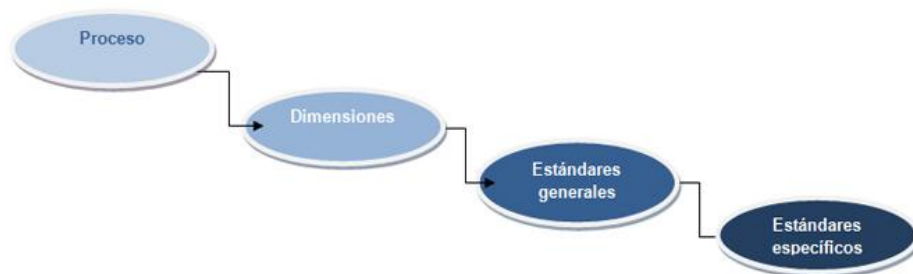 Proceso
Dimensiones
Estándares
generales
Estándares
específicos